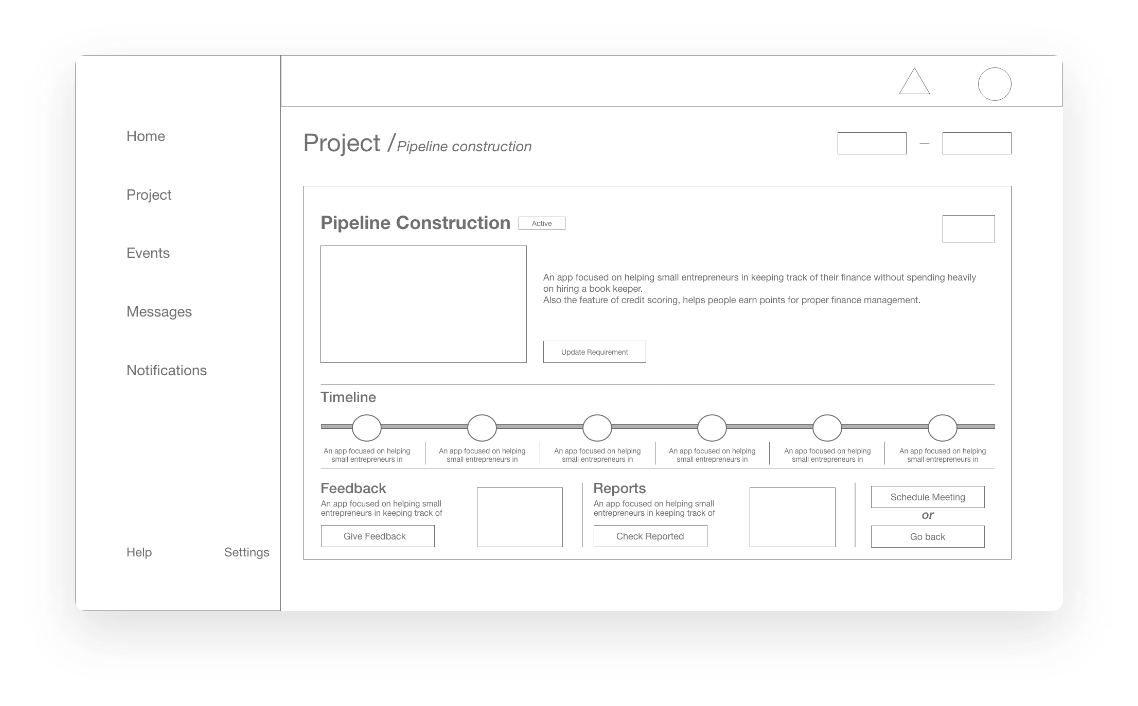 Home
Project
Events
Messages
Notifications
Help
Settings
Project /Pipeline construction
Pipeline Construction
Active
An app focused on helping small entrepreneurs in keeping track of their finance without spending heavily
on hiring a book keeper.
Also the feature of credit scoring, helps people earn points for proper finance management.
Update Requirement
Timeline
An app focused on helping
small entrepreneurs in
An app focused on helping
small entrepreneurs in
An app focused on helping
small entrepreneurs in
An app focused on helping
small entrepreneurs in
An app focused on helping
small entrepreneurs in
An app focused on helping
small entrepreneurs in
Feedback
An app focused on helping small
entrepreneurs in keeping track of
Give Feedback
Reports
An app focused on helping small
entrepreneurs in keeping track of
Check Reported
Schedule Meeting
or
Go back